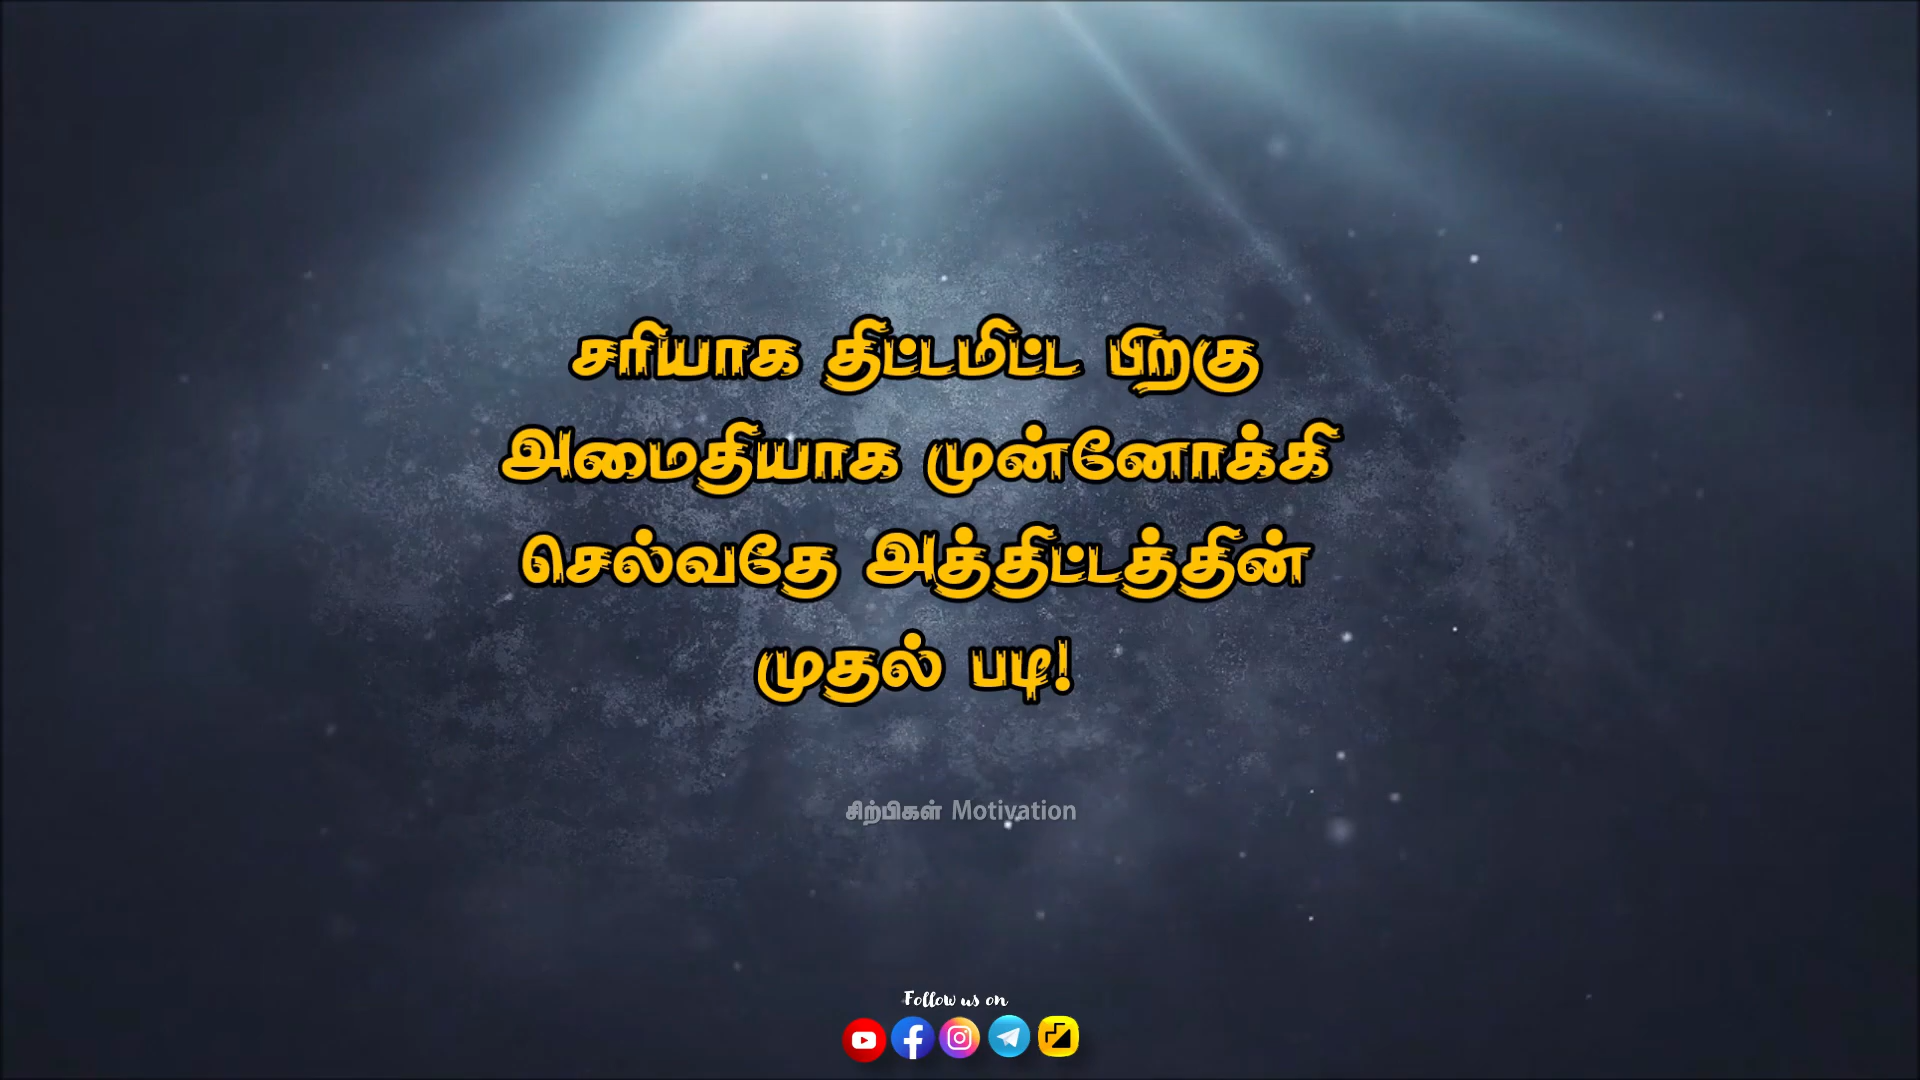 சரியாக திட்டமிட்ட பிறகு
அமைதியாக முன்னோக்கி
செல்வதே அத்திட்டத்தின்
முதல் படி!
சிற்பிகள் Motivation
Follow us on